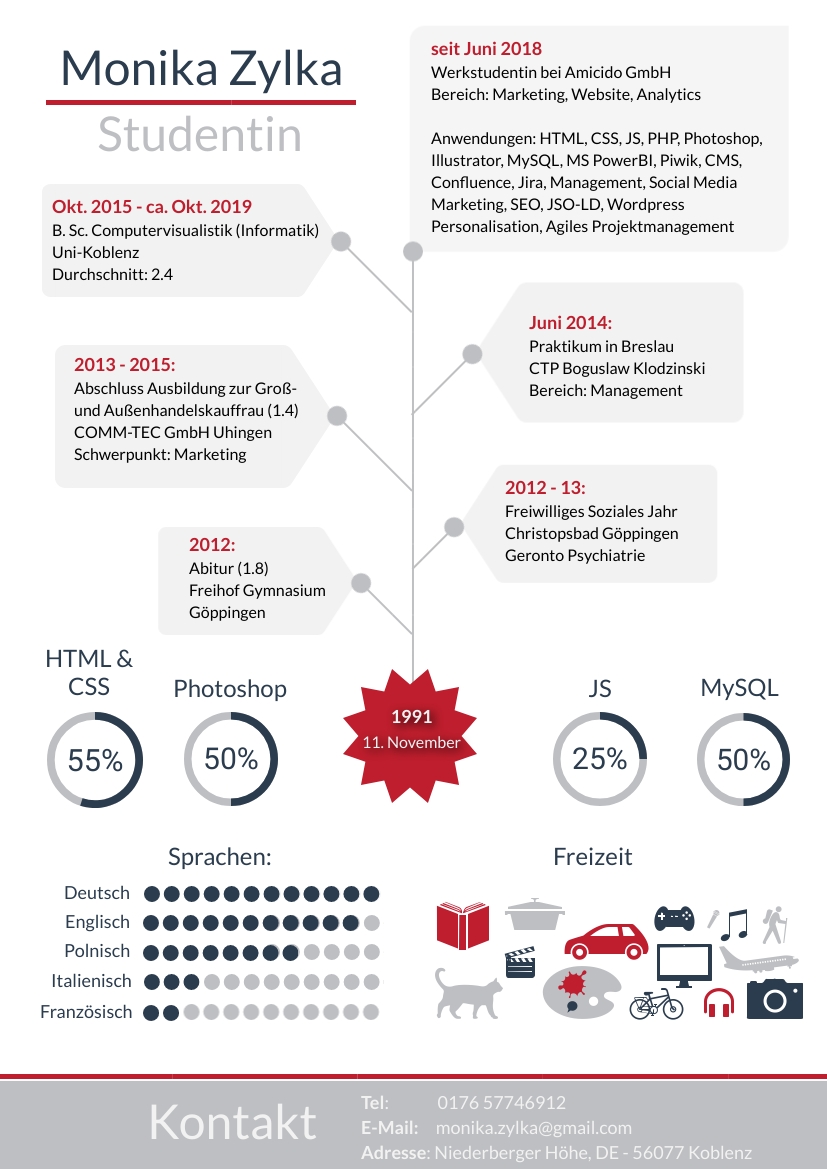 Monika Zylka
Studentin
seit Juni 2018
Werkstudentin bei Amicido GmbH
Bereich: Marketing, Website, Analytics
Anwendungen: HTML, CSS, JS, PHP, Photoshop,
Illustrator, MySQL, MS PowerBI, Piwik, CMS,
Confluence, Jira, Management, Social Media
Marketing, SEO, JSO-LD, Wordpress
Personalisation, Agiles Projektmanagement
Okt. 2015 - ca. Okt. 2019
B. Sc. Computervisualistik (Informatik)
Uni-Koblenz
Durchschnitt: 2.4
Juni 2014:
Praktikum in Breslau
CTP Boguslaw Klodzinski
Bereich: Management
2013 - 2015:
Abschluss Ausbildung zur Groß-
und Außenhandelskauffrau (1.4)
COMM-TEC GmbH Uhingen
Schwerpunkt: Marketing
2012 - 13:
Freiwilliges Soziales Jahr
Christopsbad Göppingen
Geronto Psychiatrie
2012:
Abitur (1.8)
Freihof Gymnasium
Göppingen
HTML &
CSS
55%
Photoshop
50%
1991
11. November
JS
25%
MySQL
50%
Sprachen:
Deutsch
Englisch
Polnisch
Italienisch
Französisch
Freizeit
Kontakt
Tel: 0176 57746912
E-Mail: monika.zylka@gmail.com
Adresse: Niederberger Höhe, DE - 56077 Koblenz